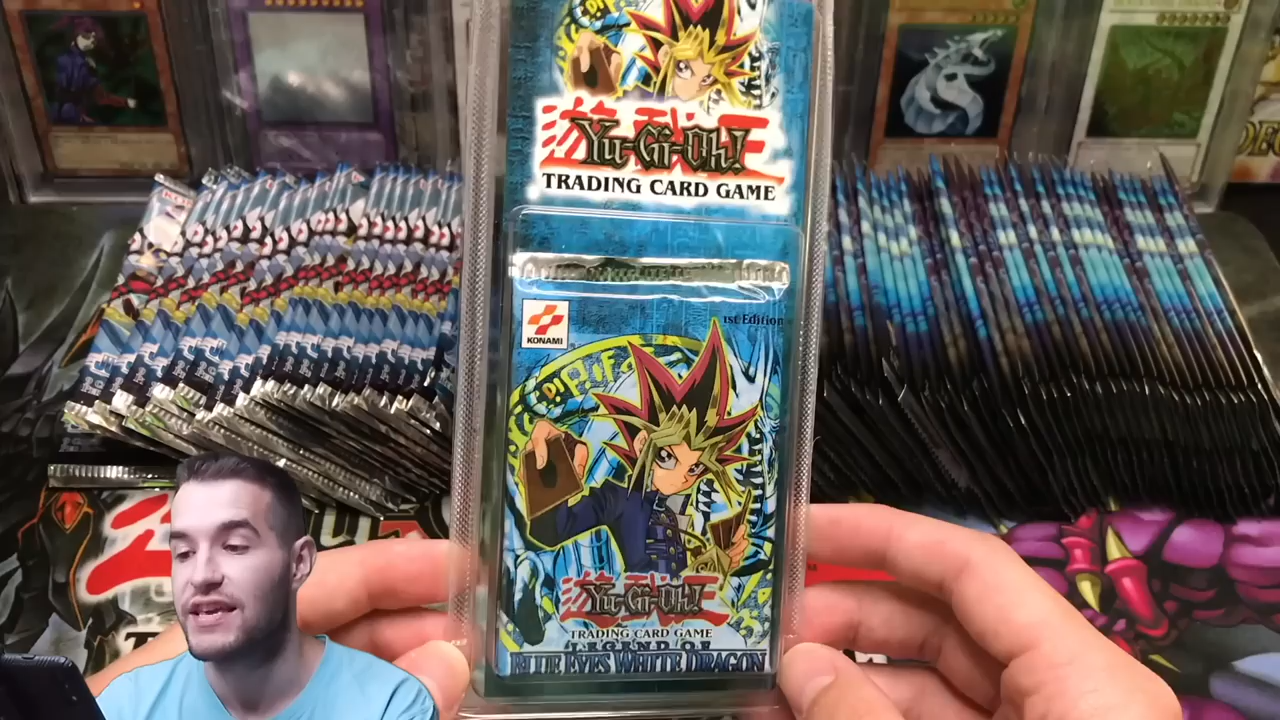 遊戯王
Yu-Gi-Oh!
TRADING CARD GAME
KONAMI
1st Edition
遊戯王
Yu-Gi-Oh!
TRADING CARD GAME
LEGEND OF
BLUE EYES WHITE DRAGON